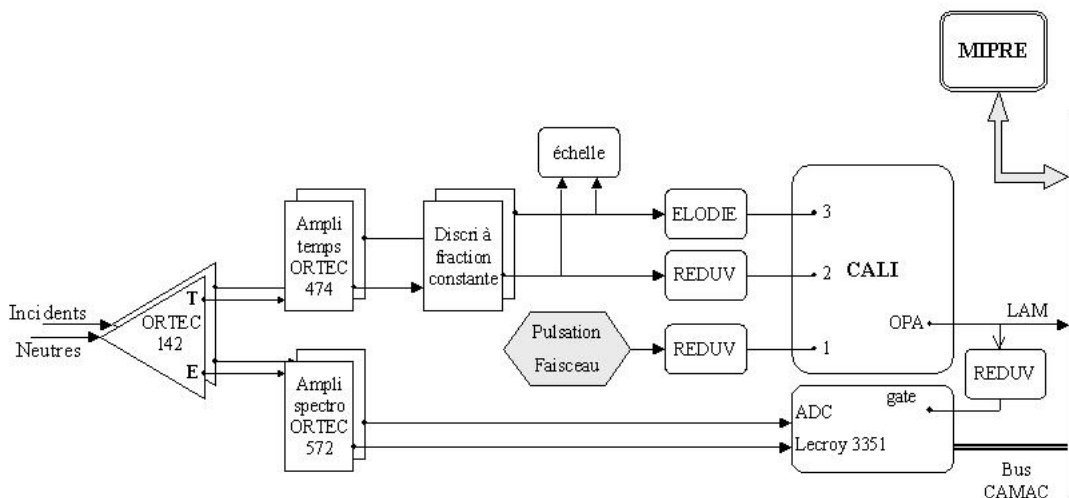 MIPRE
échelle
Ampli
temps
ORTEC
474
Discri à
fraction
constante
ELODIE
3
REDUV
2
CALI
T
Incidents
ORTEC
142
Neutres
E
Pulsation
Faisceau
REDUV
1
OPA
LAM
REDUV
Ampli
spectro
ORTEC
572
gate
ADC
Lecroy 3351
Bus
CAMAC